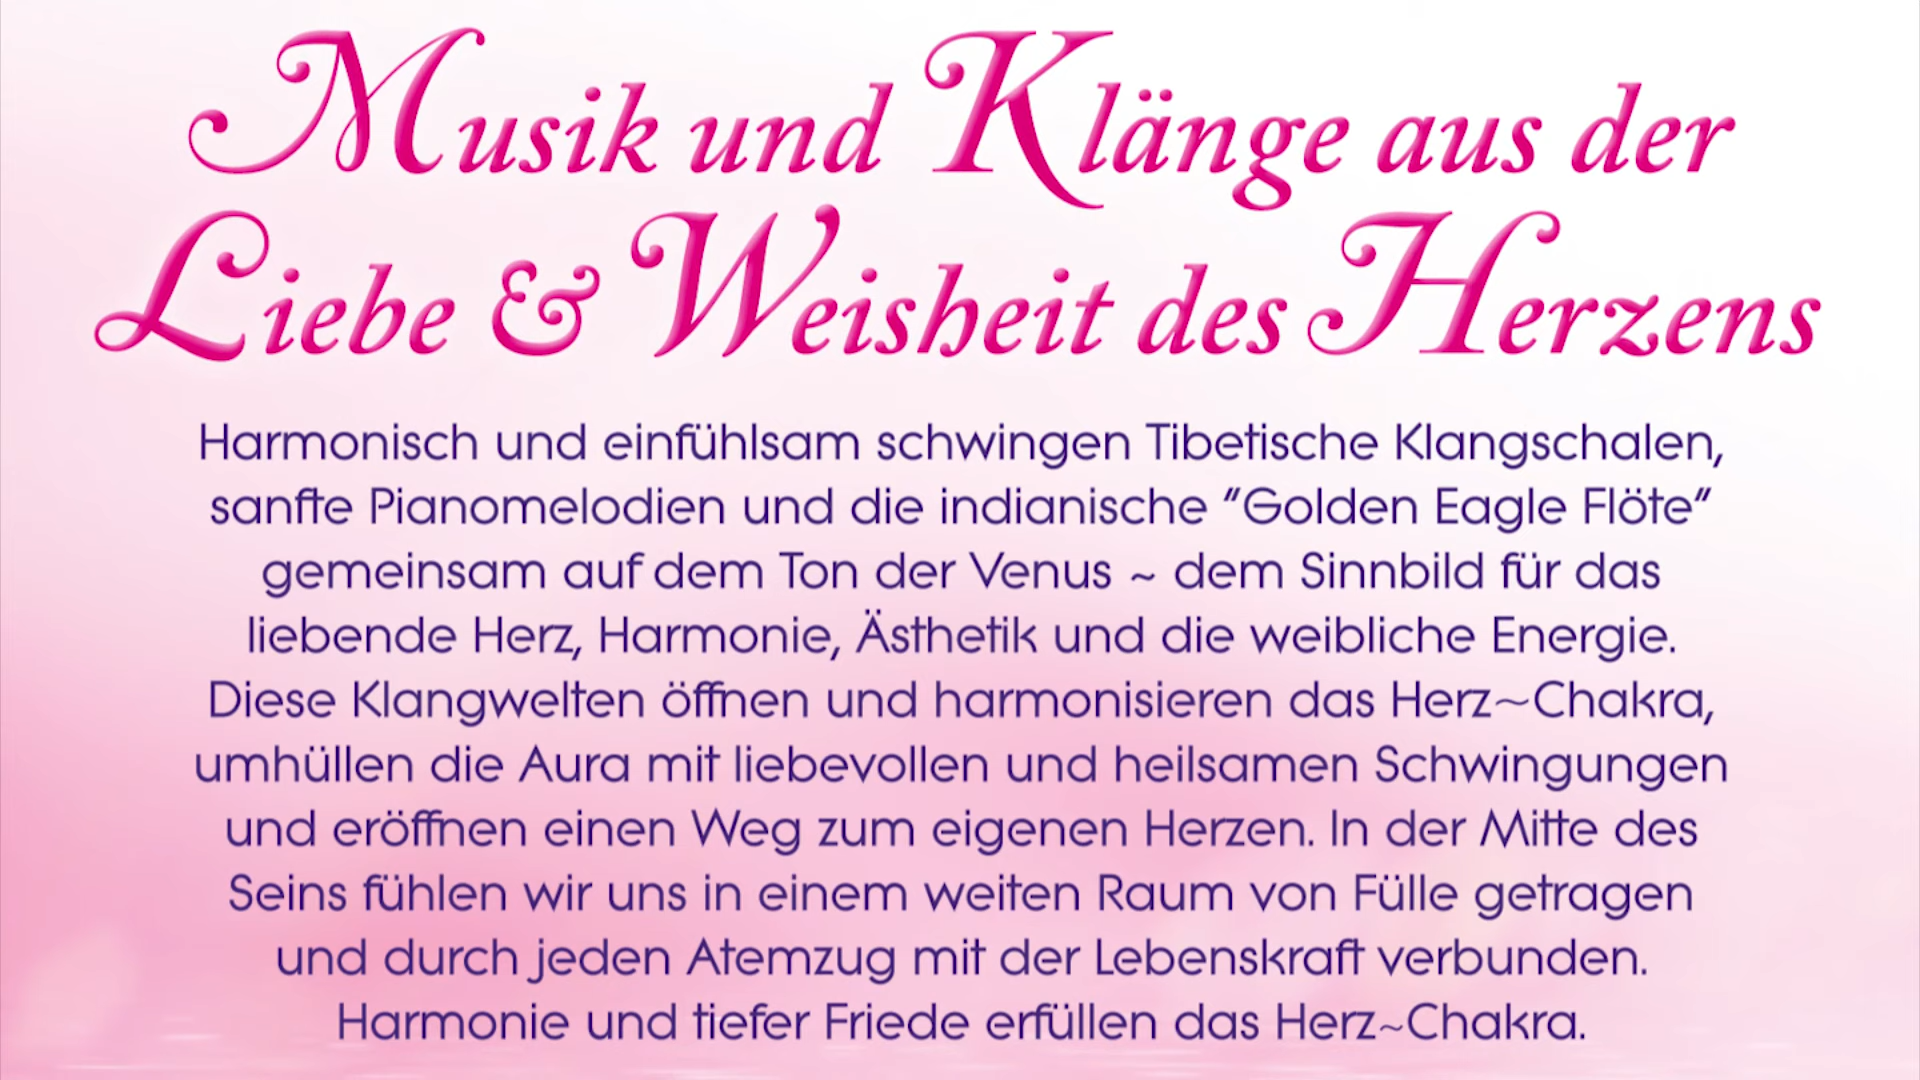 Musik und Klänge aus der
Liebe & Weisheit des Herzens
Harmonisch und einfühlsam schwingen Tibetische Klangschalen,
sanfte Pianomelodien und die indianische "Golden Eagle Flöte"
gemeinsam auf dem Ton der Venus ~ dem Sinnbild für das
liebende Herz, Harmonie, Ästhetik und die weibliche Energie.
Diese Klangwelten öffnen und harmonisieren das Herz~Chakra,
umhüllen die Aura mit liebevollen und heilsamen Schwingungen
und eröffnen einen Weg zum eigenen Herzen. In der Mitte des
Seins fühlen wir uns in einem weiten Raum von Fülle getragen
und durch jeden Atemzug mit der Lebenskraft verbunden.
Harmonie und tiefer Friede erfüllen das Herz~Chakra.